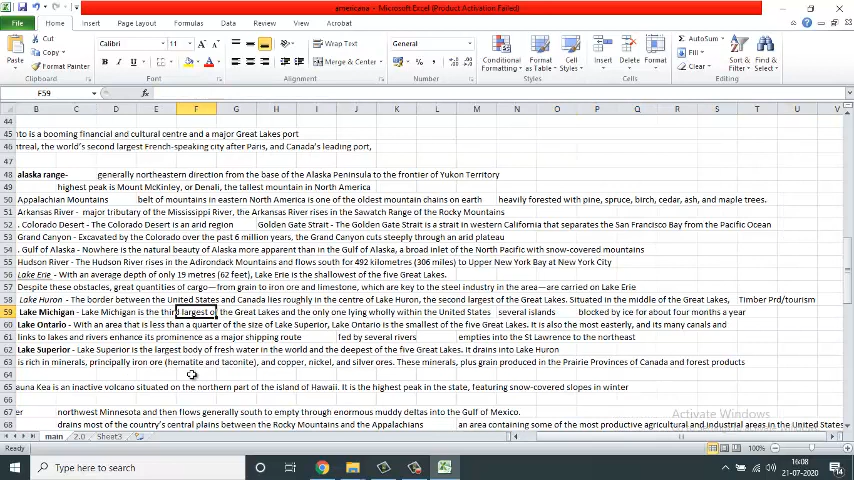 americana - Microsoft Excel (Product Activation Failed)
File Home Insert Page Layout Formulas Data Review View Acrobat
Paste
Cut
Copy
Format Painter
Clipboard
Calibri 11
B I U
Font
Wrap Text
Merge & Center
Alignment
General
Number
Conditional Formatting
Format as Table
Cell Styles
Styles
Insert Delete Format
Cells
AutoSum
Fill
Clear
Sort & Filter
Find & Select
Editing
F59 fx
B C D E F G H I J K L M N O P Q R S T U V
44
45 nto is a booming financial and cultural centre and a major Great Lakes port
46 ntreal, the world's second largest French-speaking city after Paris, and Canada's leading port,
47
48 alaska range- generally northeastern direction from the base of the Alaska Peninsula to the frontier of Yukon Territory
49 highest peak is Mount McKinley, or Denali, the tallest mountain in North America
50 Appalachian Mountains belt of mountains in eastern North America is one of the oldest mountain chains on earth heavily forested with pine, spruce, birch, cedar, ash, and maple trees.
51 Arkansas River - major tributary of the Mississippi River, the Arkansas River rises in the Sawatch Range of the Rocky Mountains
52 . Colorado Desert - The Colorado Desert is an arid region Golden Gate Strait - The Golden Gate Strait is a strait in western California that separates the San Francisco Bay from the Pacific Ocean
53 Grand Canyon - Excavated by the Colorado over the past 6 million years, the Grand Canyon cuts steeply through an arid plateau
54 . Gulf of Alaska - Nowhere is the natural beauty of Alaska more apparent than in the Gulf of Alaska, a broad inlet of the North Pacific with snow-covered mountains
55 Hudson River - The Hudson River rises in the Adirondack Mountains and flows south for 492 kilometres (306 miles) to Upper New York Bay at New York City
56 Lake Erie - With an average depth of only 19 metres (62 feet), Lake Erie is the shallowest of the five Great Lakes.
57 Despite these obstacles, great quantities of cargo—from grain to iron ore and limestone, which are key to the steel industry in the area—are carried on Lake Erie
58 Lake Huron - The border between the United States and Canada lies roughly in the centre of Lake Huron, the second largest of the Great Lakes. Situated in the middle of the Great Lakes, Timber Prd/tourism
59 Lake Michigan - Lake Michigan is the third largest of the Great Lakes and the only one lying wholly within the United States several islands blocked by ice for about four months a year
60 Lake Ontario - With an area that is less than a quarter of the size of Lake Superior, Lake Ontario is the smallest of the five Great Lakes. It is also the most easterly, and its many canals and
61 links to lakes and rivers enhance its prominence as a major shipping route fed by several rivers empties into the St Lawrence to the northeast
62 Lake Superior - Lake Superior is the largest body of fresh water in the world and the deepest of the five Great Lakes. It drains into Lake Huron
63 is rich in minerals, principally iron ore (hematite and taconite), and copper, nickel, and silver ores. These minerals, plus grain produced in the Prairie Provinces of Canada and forest products
64
65 auna Kea is an inactive volcano situated on the northern part of the island of Hawaii. It is the highest peak in the state, featuring snow-covered slopes in winter
66
67 er northwest Minnesota and then flows generally south to empty through enormous muddy deltas into the Gulf of Mexico.
68 drains most of the country's central plains between the Rocky Mountains and the Appalachians an area containing some of the most productive agricultural and industrial areas in the United States
Activate Windows
main 2.0 Sheet3
Ready 100%
Type here to search
16:08
21-07-2020
14